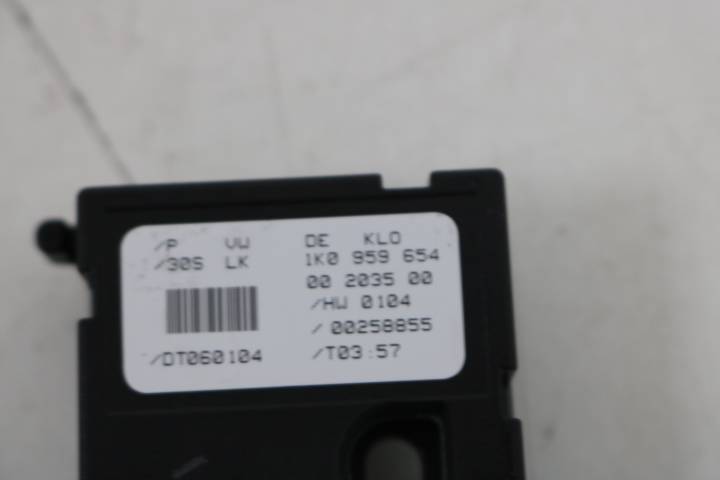 /P VW DE KLO
/30S LK 1K0 959 654
00 2035 00
/HW 0104
/ 00258855
/DT060104 /T03:57